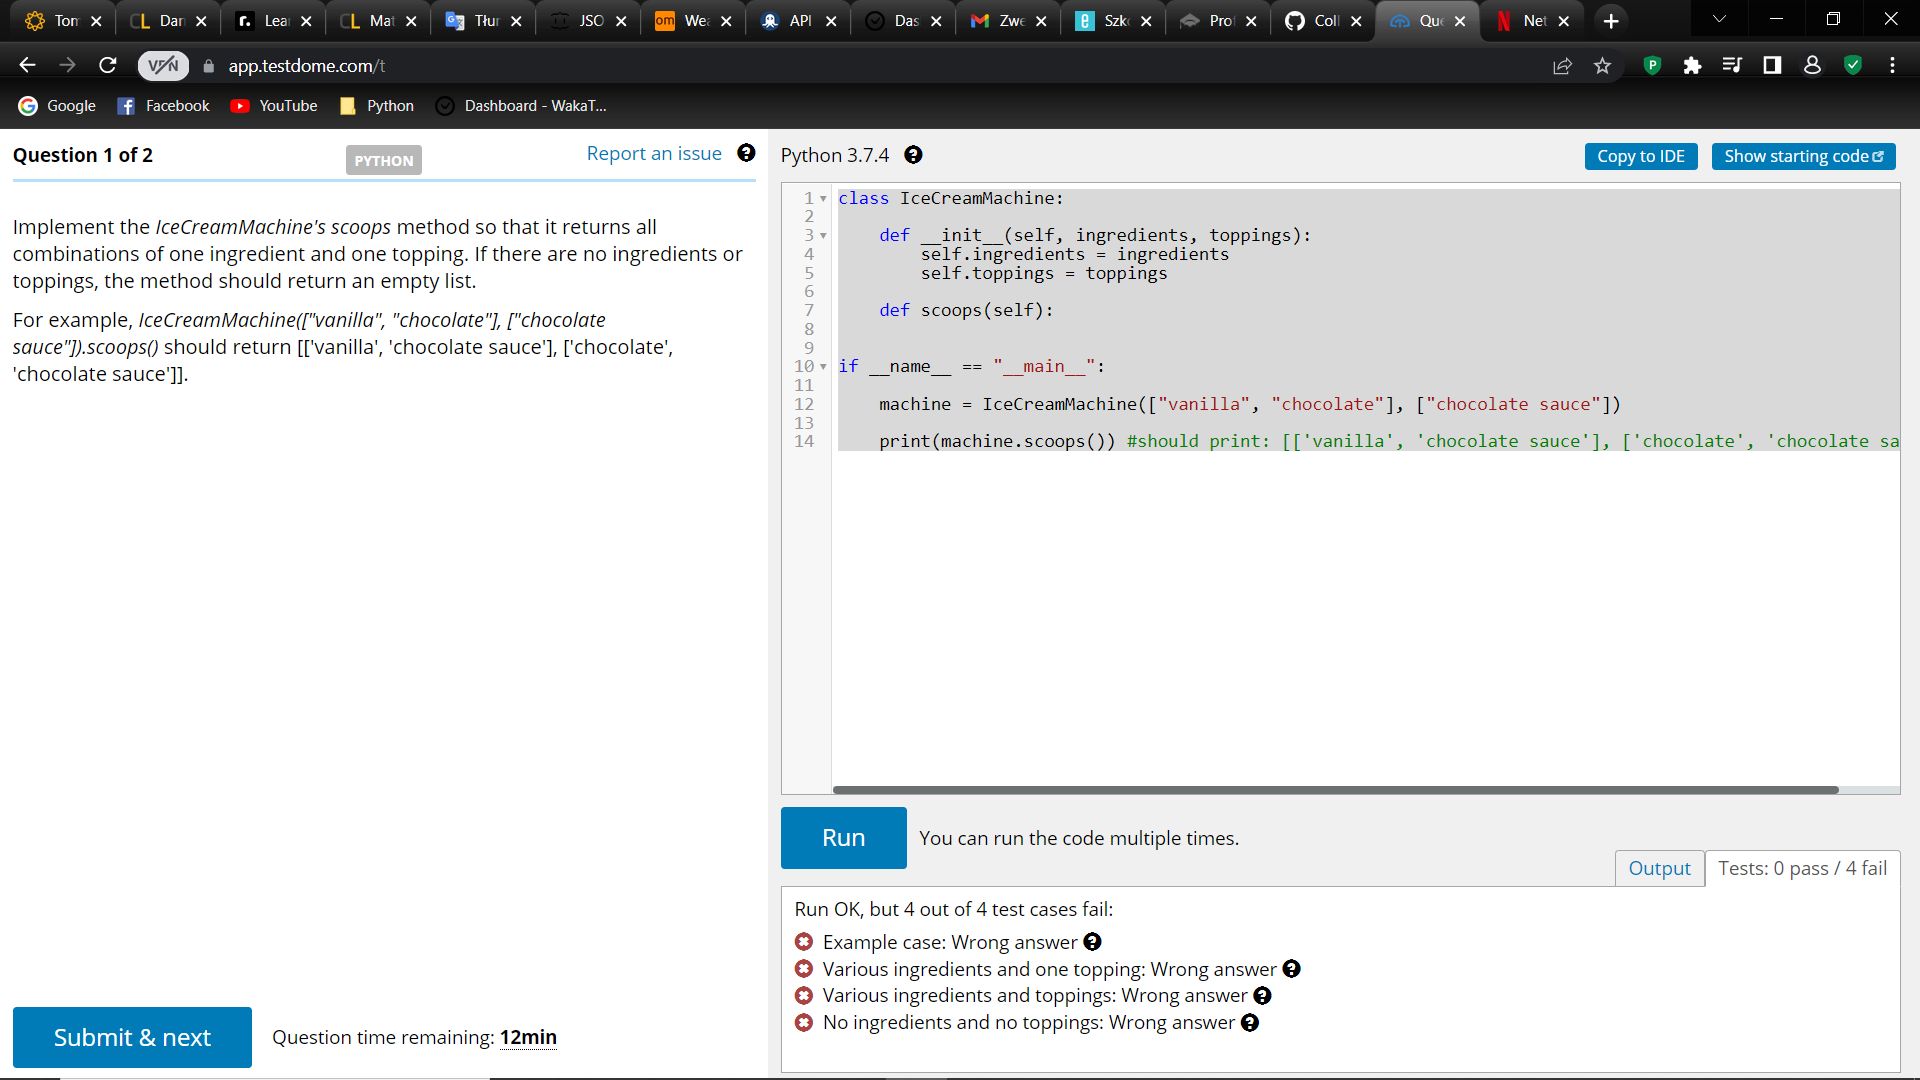 Tom
CL Dar
r. Lea
CL Mat
Tłur
JSO
om We
API
Das
Zwe
e Szk
Pro
Coll
Que
N Net
VPN
app.testdome.com/t
P
Google
Facebook
YouTube
Python
Dashboard - WakaT...
Question 1 of 2
PYTHON
Report an issue
Implement the IceCreamMachine's scoops method so that it returns all
combinations of one ingredient and one topping. If there are no ingredients or
toppings, the method should return an empty list.
For example, IceCreamMachine(["vanilla", "chocolate"], ["chocolate
sauce"]).scoops() should return [['vanilla', 'chocolate sauce'], ['chocolate',
'chocolate sauce']].
Submit & next
Question time remaining: 12min
Python 3.7.4
Copy to IDE
Show starting code
1 class IceCreamMachine:
2
3 def __init__(self, ingredients, toppings):
4 self.ingredients = ingredients
5 self.toppings = toppings
6
7 def scoops(self):
8
9
10 if __name__ == "__main__":
11
12 machine = IceCreamMachine(["vanilla", "chocolate"], ["chocolate sauce"])
13
14 print(machine.scoops()) #should print: [['vanilla', 'chocolate sauce'], ['chocolate', 'chocolate sa
Run
You can run the code multiple times.
Output
Tests: 0 pass / 4 fail
Run OK, but 4 out of 4 test cases fail:
Example case: Wrong answer
Various ingredients and one topping: Wrong answer
Various ingredients and toppings: Wrong answer
No ingredients and no toppings: Wrong answer